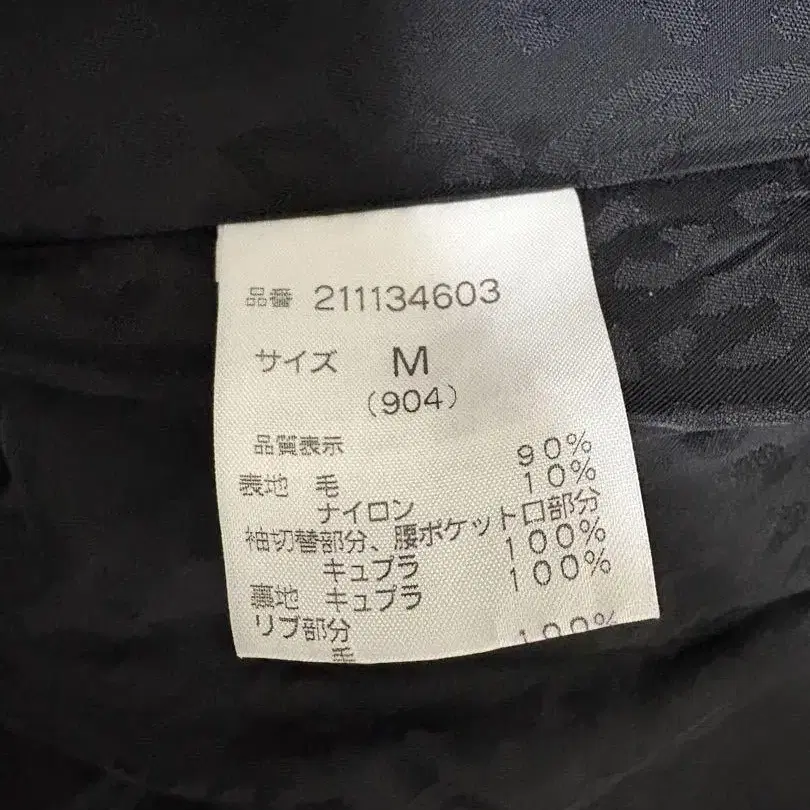 品番 211134603
サイズ M
(904)
品質表示
表地 毛 90%
ナイロン 10%
袖切替部分、腰ポケット口部分
キュプラ 100%
裏地 キュプラ 100%
リブ部分
毛 100%